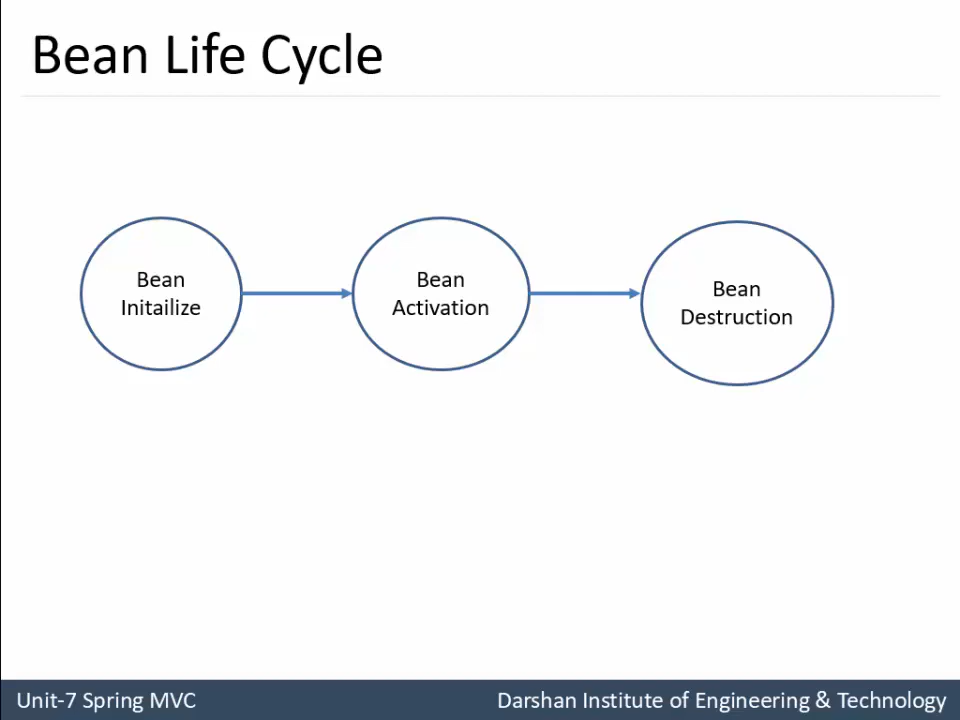 Bean Life Cycle
Bean
Initailize
Bean
Activation
Bean
Destruction
Unit-7 Spring MVC
Darshan Institute of Engineering & Technology